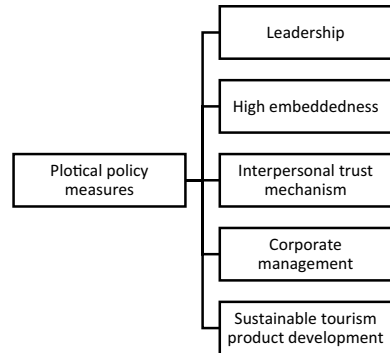 Leadership
High embeddedness
Plotical policy
measures
Interpersonal trust
mechanism
Corporate
management
Sustainable tourism
product development